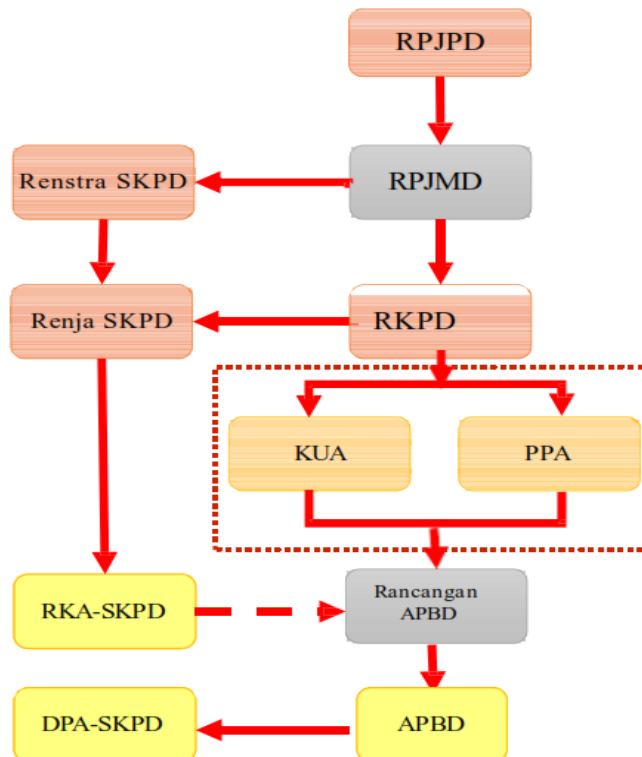 RPJPD
Renstra SKPD
RPJMD
Renja SKPD
RKPD
KUA
PPA
RKA-SKPD
Rancangan
APBD
DPA-SKPD
APBD